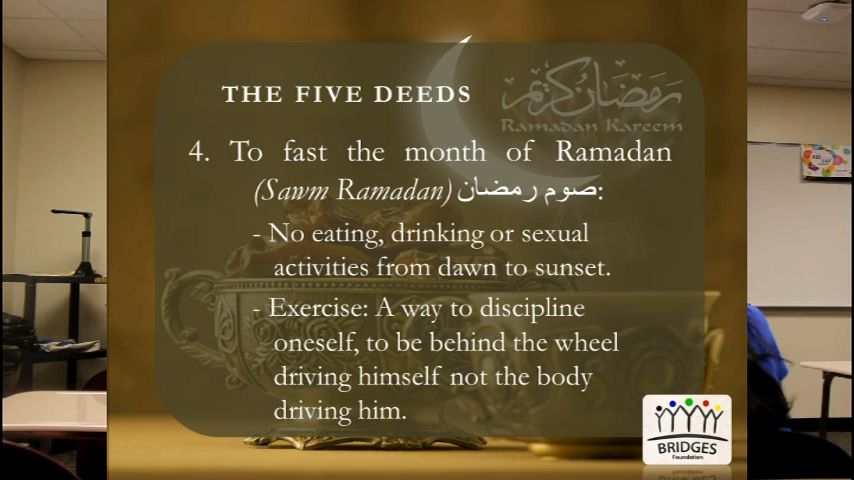 THE FIVE DEEDS
رمضان كريم
Ramadan Kareem
4. To fast the month of Ramadan
(Sawm Ramadan) صوم رمضان:
- No eating, drinking or sexual
activities from dawn to sunset.
- Exercise: A way to discipline
oneself, to be behind the wheel
driving himself not the body
driving him.
BRIDGES
Foundation